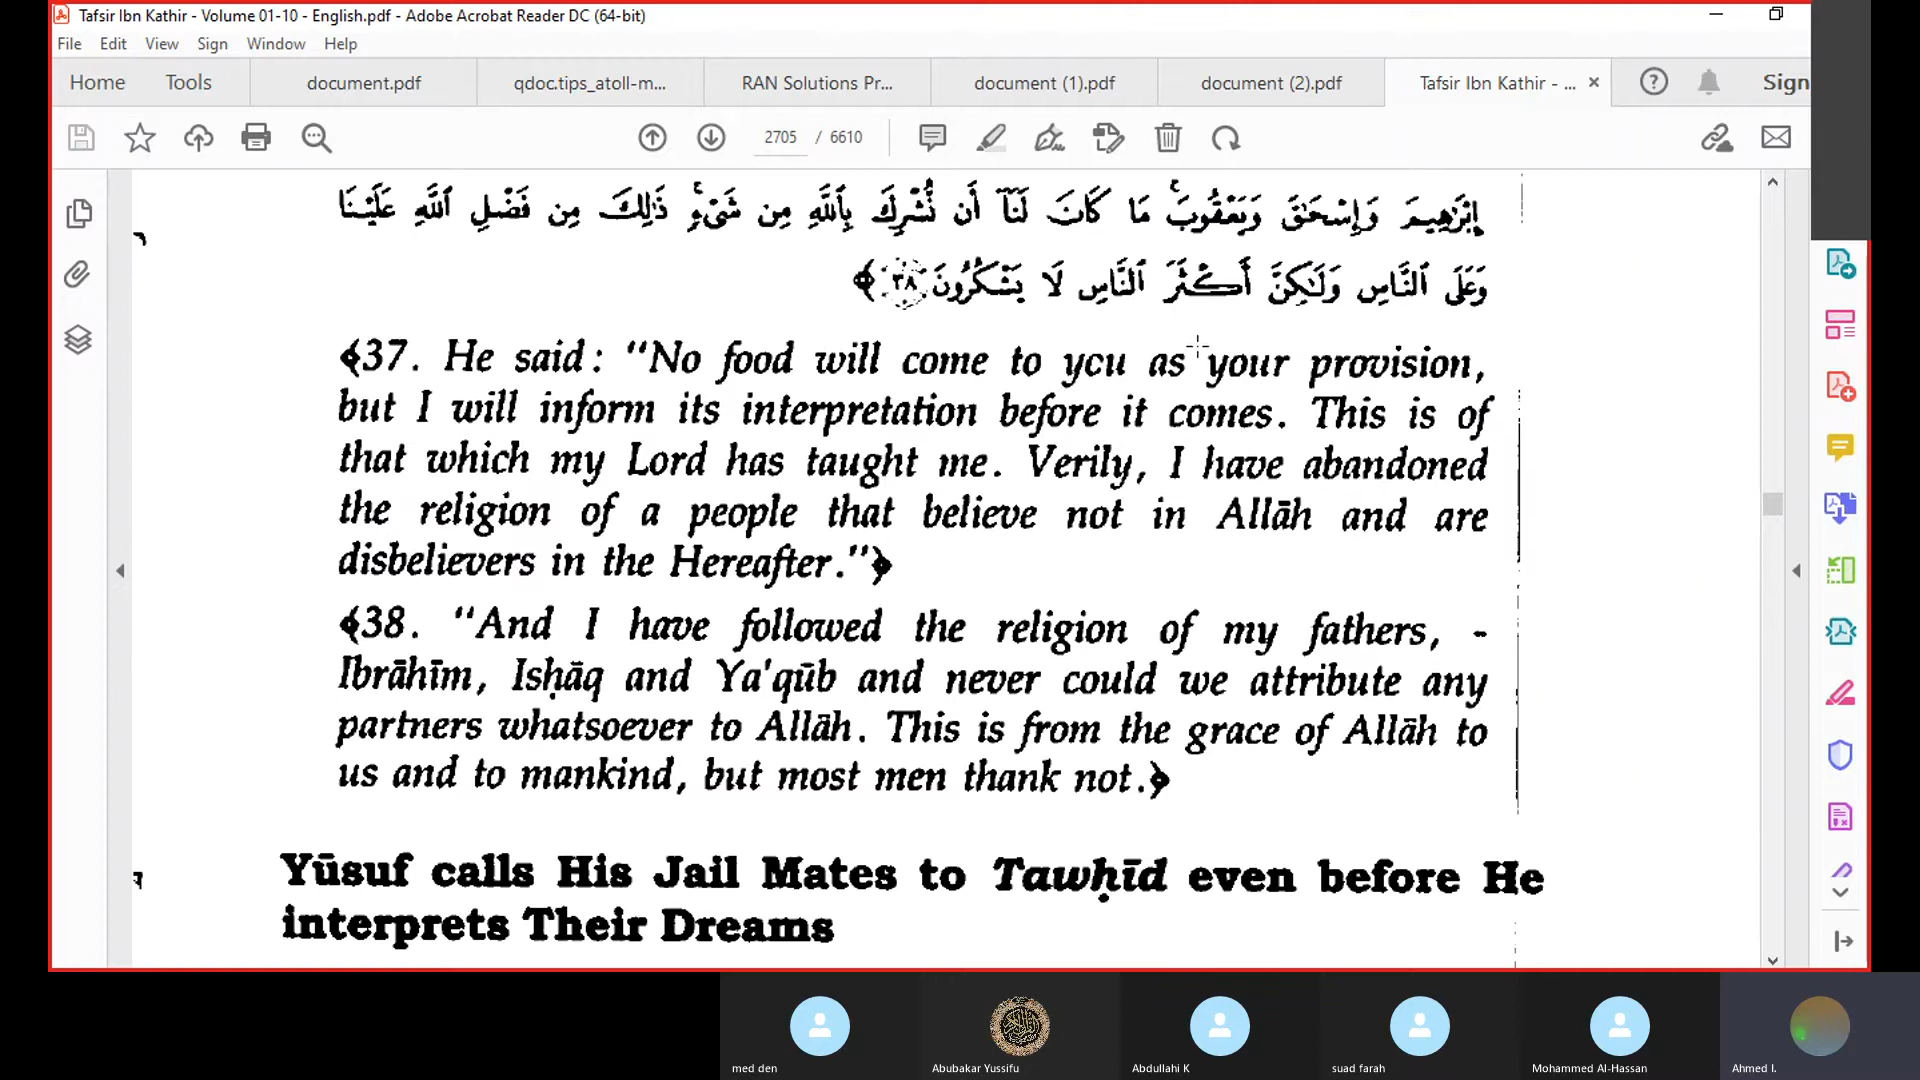 Tafsir Ibn Kathir - Volume 01-10 - English.pdf - Adobe Acrobat Reader DC (64-bit)
File Edit View Sign Window Help
Home Tools document.pdf qdoc.tips_atoll-m... RAN Solutions Pr... document (1).pdf document (2).pdf Tafsir Ibn Kathir - ... × Sign
2705 / 6610
إِبْرَٰهِيمَ وَإِسْحَٰقَ وَيَعْقُوبَ ۚ مَا كَانَ لَنَآ أَن نُّشْرِكَ بِٱللَّهِ مِن شَىْءٍ ۚ ذَٰلِكَ مِن فَضْلِ ٱللَّهِ عَلَيْنَا
وَعَلَى ٱلنَّاسِ وَلَٰكِنَّ أَكْثَرَ ٱلنَّاسِ لَا يَشْكُرُونَ ٣٨﴾
﴿37. He said: "No food will come to you as your provision,
but I will inform its interpretation before it comes. This is of
that which my Lord has taught me. Verily, I have abandoned
the religion of a people that believe not in Allāh and are
disbelievers in the Hereafter."﴾
﴿38. "And I have followed the religion of my fathers, -
Ibrāhīm, Isḥāq and Ya'qūb and never could we attribute any
partners whatsoever to Allāh. This is from the grace of Allāh to
us and to mankind, but most men thank not.﴾
Yūsuf calls His Jail Mates to Tawḥīd even before He
interprets Their Dreams
med den Abubakar Yussifu Abdullahi K suad farah Mohammed Al-Hassan Ahmed I.